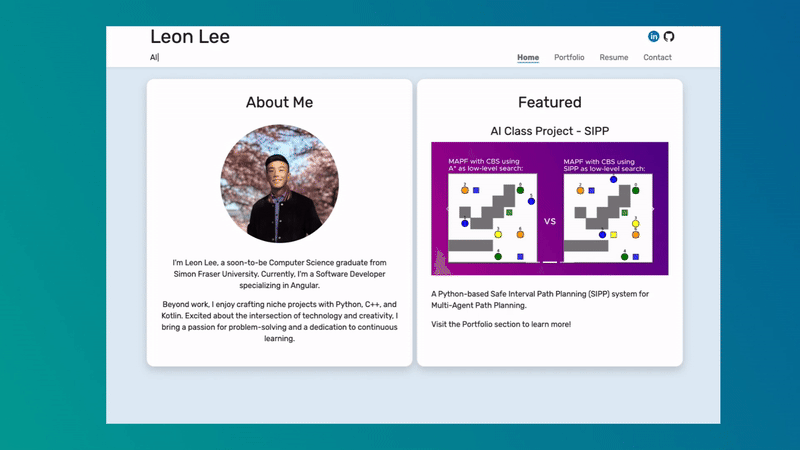 Leon Lee
in
AI|
Home Portfolio Resume Contact
About Me
I'm Leon Lee, a soon-to-be Computer Science graduate from
Simon Fraser University. Currently, I'm a Software Developer
specializing in Angular.
Beyond work, I enjoy crafting niche projects with Python, C++, and
Kotlin. Excited about the intersection of technology and creativity, I
bring a passion for problem-solving and a dedication to continuous
learning.
Featured
AI Class Project - SIPP
MAPF with CBS using
A* as low-level search:
VS
MAPF with CBS using
SIPP as low-level search:
A Python-based Safe Interval Path Planning (SIPP) system for
Multi-Agent Path Planning.
Visit the Portfolio section to learn more!